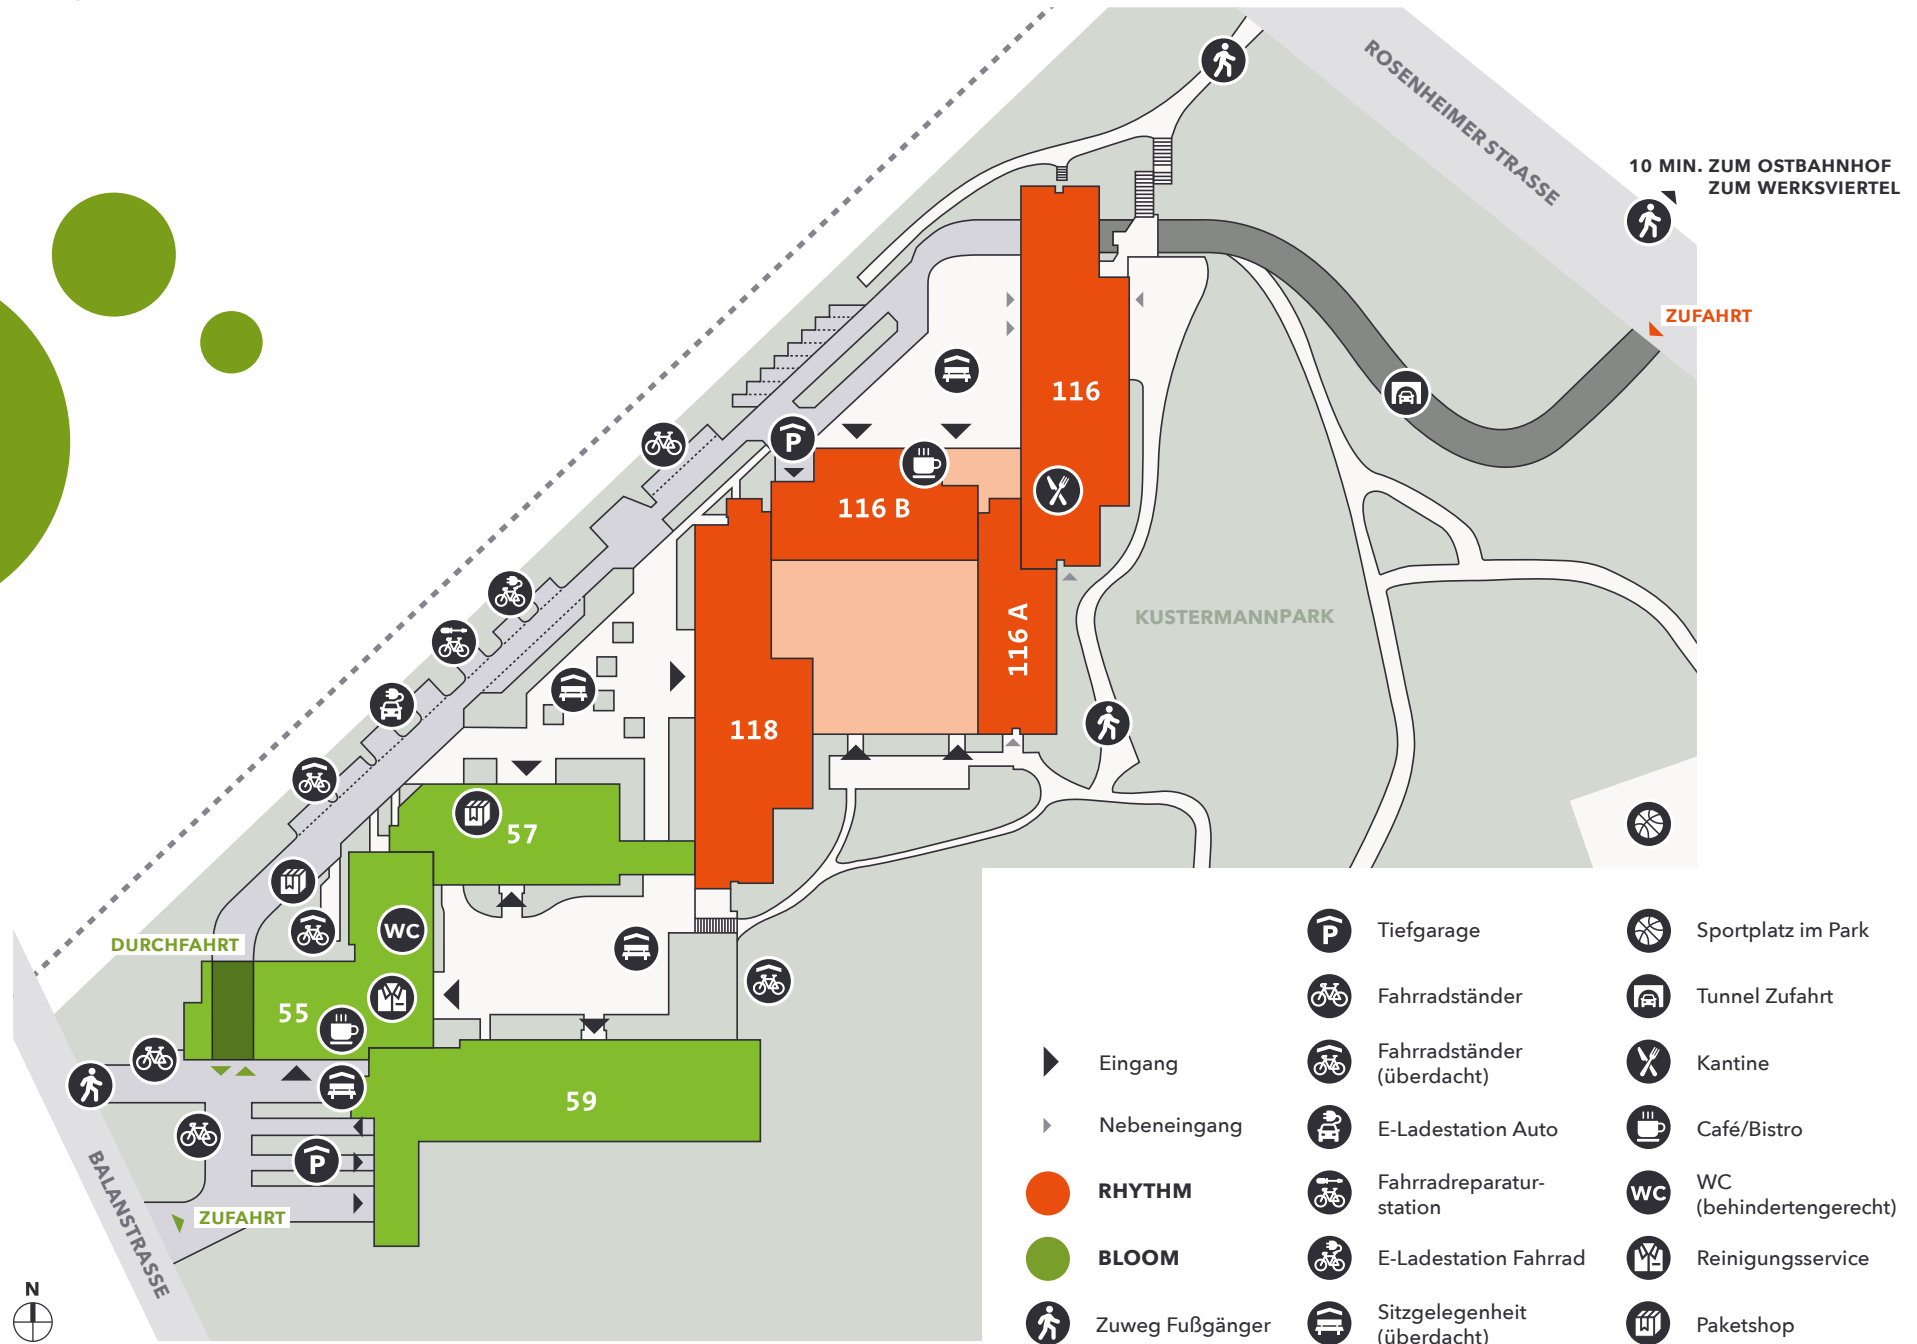 ROSENHEIMER STRASSE
10 MIN. ZUM OSTBAHNHOF
ZUM WERKSVIERTEL
ZUFAHRT
116
P
116 B
116 A
KUSTERMANNPARK
118
57
WC
DURCHFAHRT
55
59
P
BALANSTRASSE
ZUFAHRT
N
Eingang
Nebeneingang
RHYTHM
BLOOM
Zuweg Fußgänger
P
Tiefgarage
Fahrradständer
Fahrradständer
(überdacht)
E-Ladestation Auto
Fahrradreparatur-
station
E-Ladestation Fahrrad
Sitzgelegenheit
(überdacht)
Sportplatz im Park
Tunnel Zufahrt
Kantine
Café/Bistro
WC
WC
(behindertengerecht)
Reinigungsservice
Paketshop